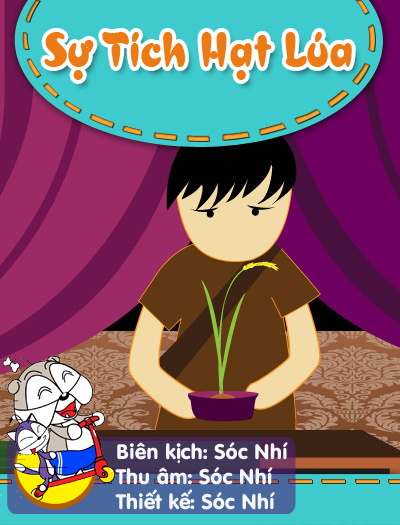 Sự Tích Hạt Lúa
Biên kịch: Sóc Nhí
Thu âm: Sóc Nhí
Thiết kế: Sóc Nhí